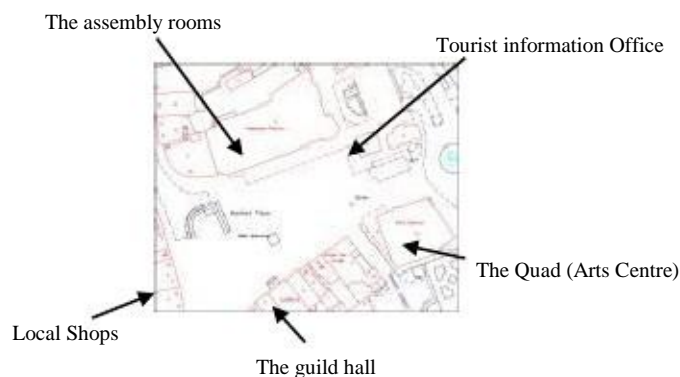 The assembly rooms
Tourist information Office
The Quad (Arts Centre)
Local Shops
The guild hall